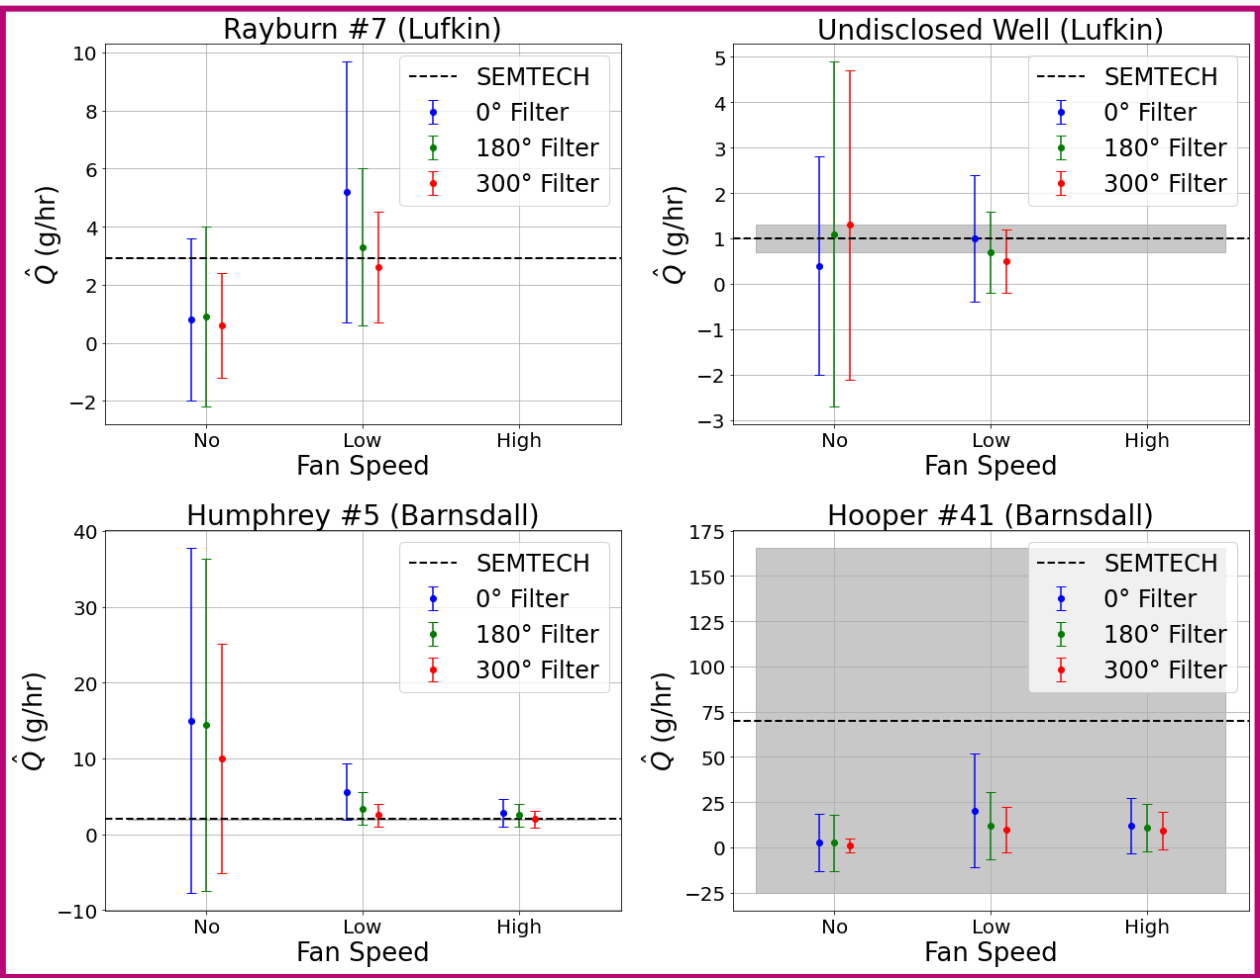 Rayburn #7 (Lufkin)
10
8
6
4
2
0
−2
Q̂ (g/hr)
No
Low
High
Fan Speed
SEMTECH
0° Filter
180° Filter
300° Filter
Undisclosed Well (Lufkin)
5
4
3
2
1
0
−1
−2
−3
Q̂ (g/hr)
No
Low
High
Fan Speed
SEMTECH
0° Filter
180° Filter
300° Filter
Humphrey #5 (Barnsdall)
40
30
20
10
0
−10
Q̂ (g/hr)
No
Low
High
Fan Speed
SEMTECH
0° Filter
180° Filter
300° Filter
Hooper #41 (Barnsdall)
175
150
125
100
75
50
25
0
−25
Q̂ (g/hr)
No
Low
High
Fan Speed
SEMTECH
0° Filter
180° Filter
300° Filter